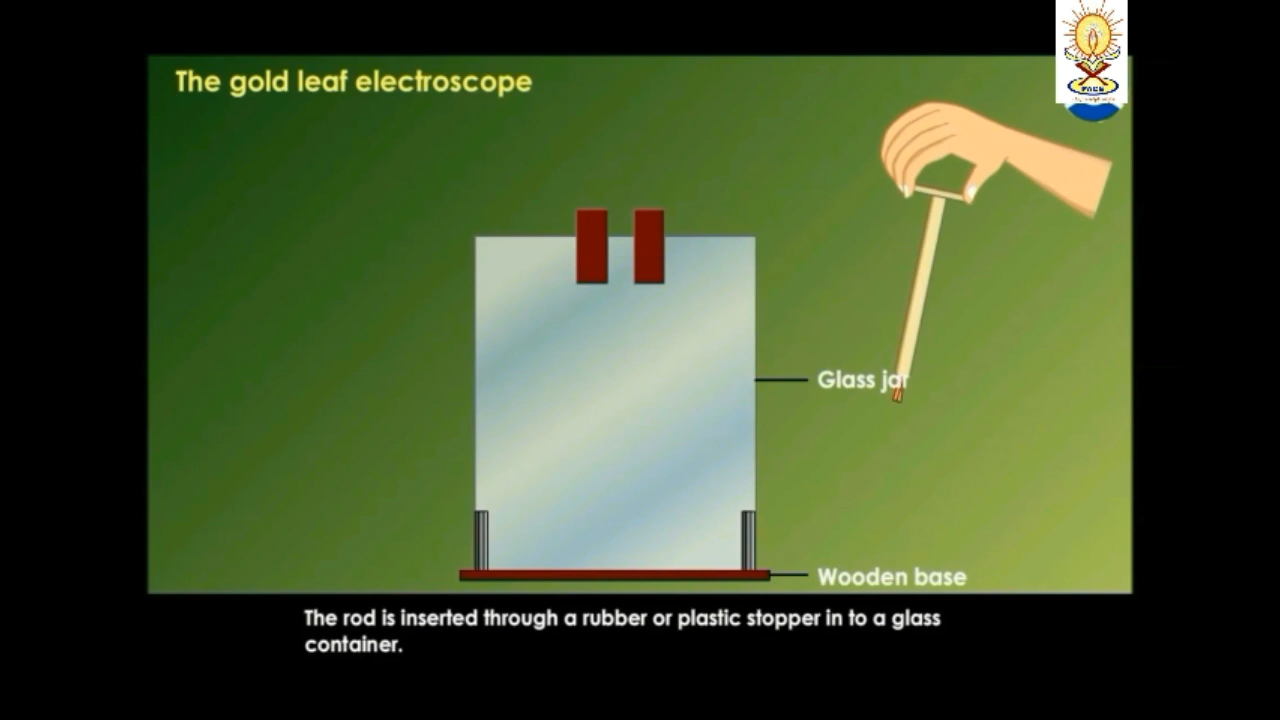 The gold leaf electroscope
Glass jar
Wooden base
The rod is inserted through a rubber or plastic stopper in to a glass
container.